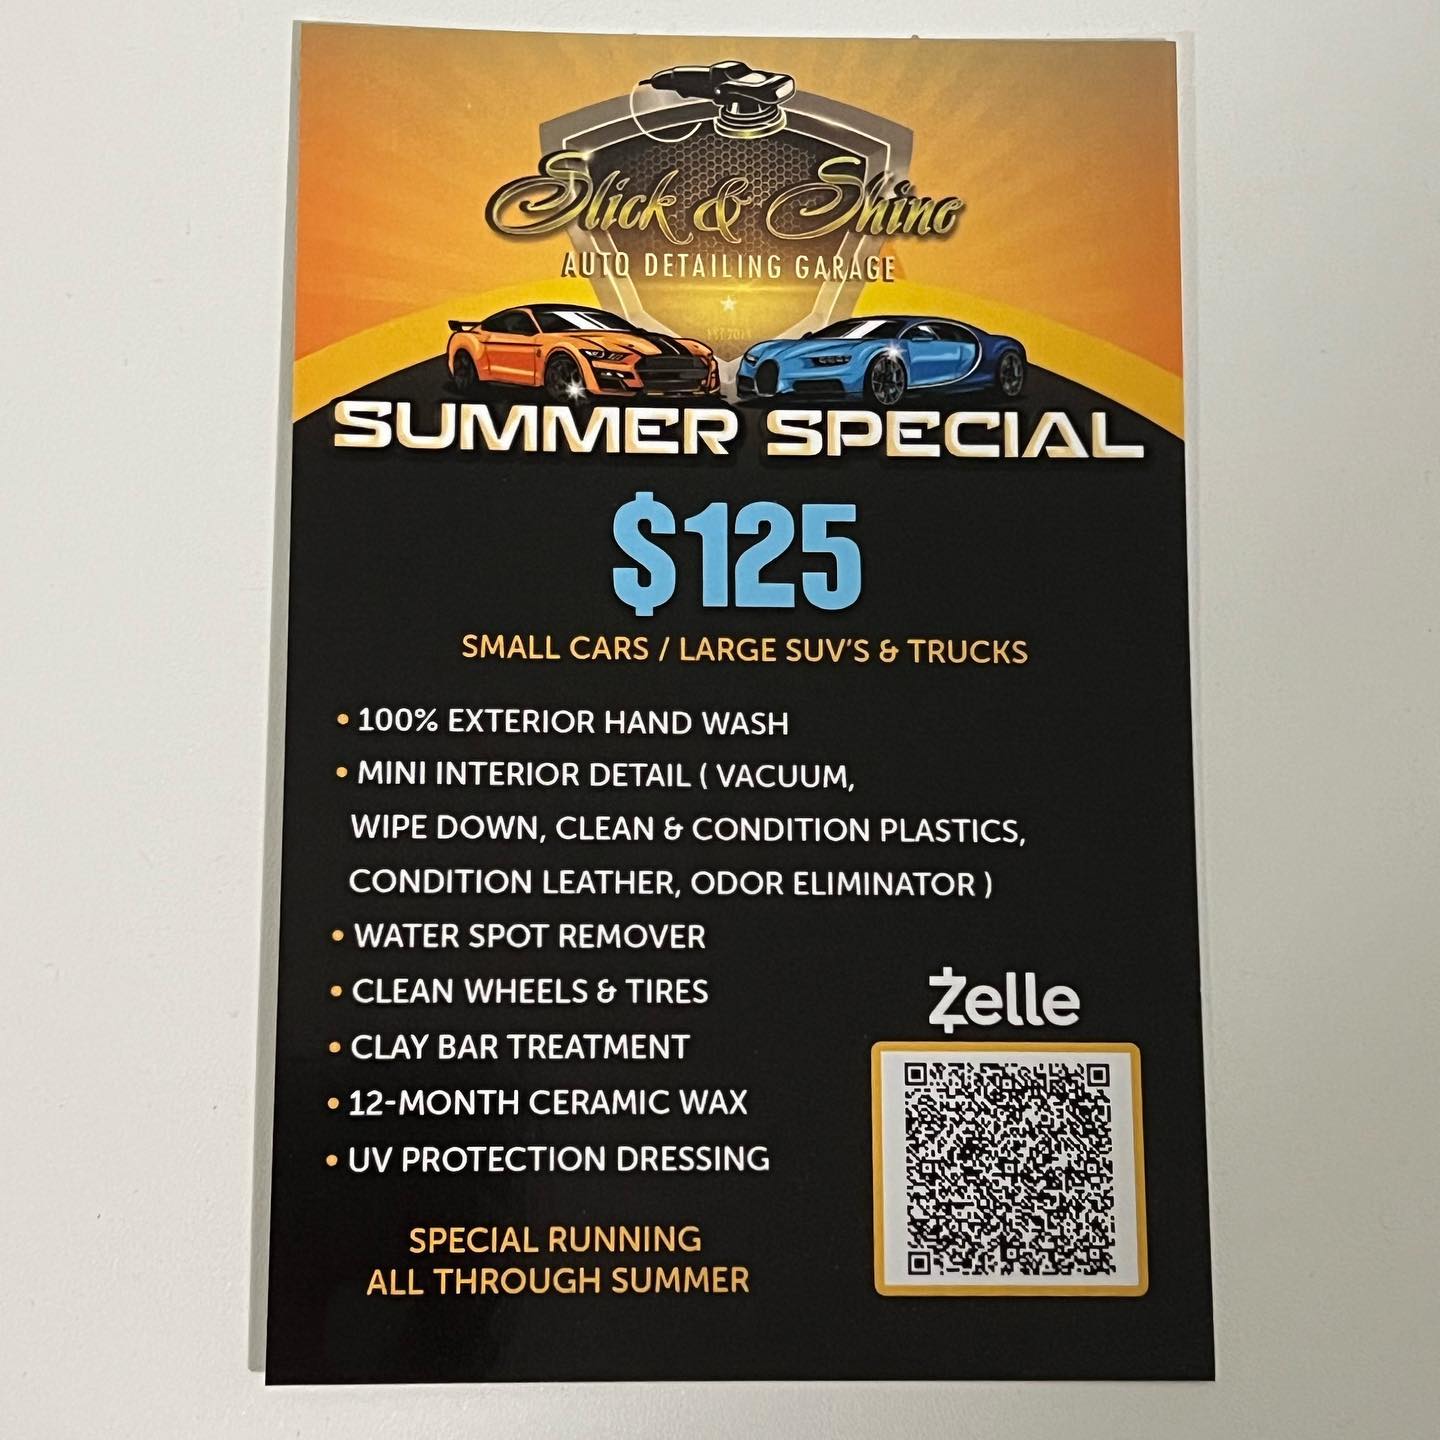 Slick & Shine
AUTO DETAILING GARAGE
SUMMER SPECIAL
$125
SMALL CARS / LARGE SUV'S & TRUCKS
• 100% EXTERIOR HAND WASH
• MINI INTERIOR DETAIL ( VACUUM,
WIPE DOWN, CLEAN & CONDITION PLASTICS,
CONDITION LEATHER, ODOR ELIMINATOR )
• WATER SPOT REMOVER
• CLEAN WHEELS & TIRES
• CLAY BAR TREATMENT
• 12-MONTH CERAMIC WAX
• UV PROTECTION DRESSING
Zelle
SPECIAL RUNNING
ALL THROUGH SUMMER